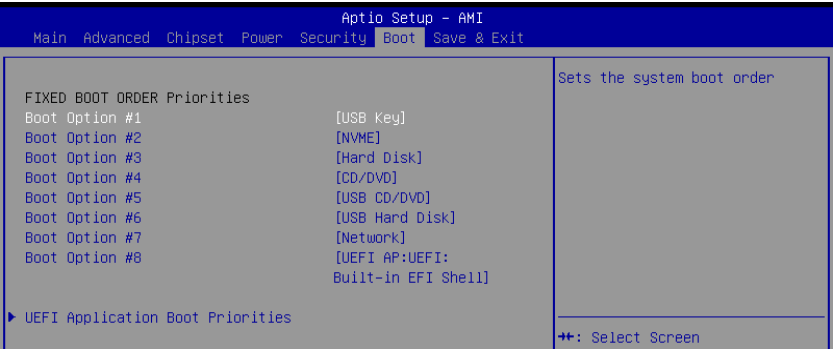 Aptio Setup – AMI
Main Advanced Chipset Power Security Boot Save & Exit
FIXED BOOT ORDER Priorities
Boot Option #1 [USB Key]
Boot Option #2 [NVME]
Boot Option #3 [Hard Disk]
Boot Option #4 [CD/DVD]
Boot Option #5 [USB CD/DVD]
Boot Option #6 [USB Hard Disk]
Boot Option #7 [Network]
Boot Option #8 [UEFI AP:UEFI:
Built-in EFI Shell]
UEFI Application Boot Priorities
Sets the system boot order
→←: Select Screen